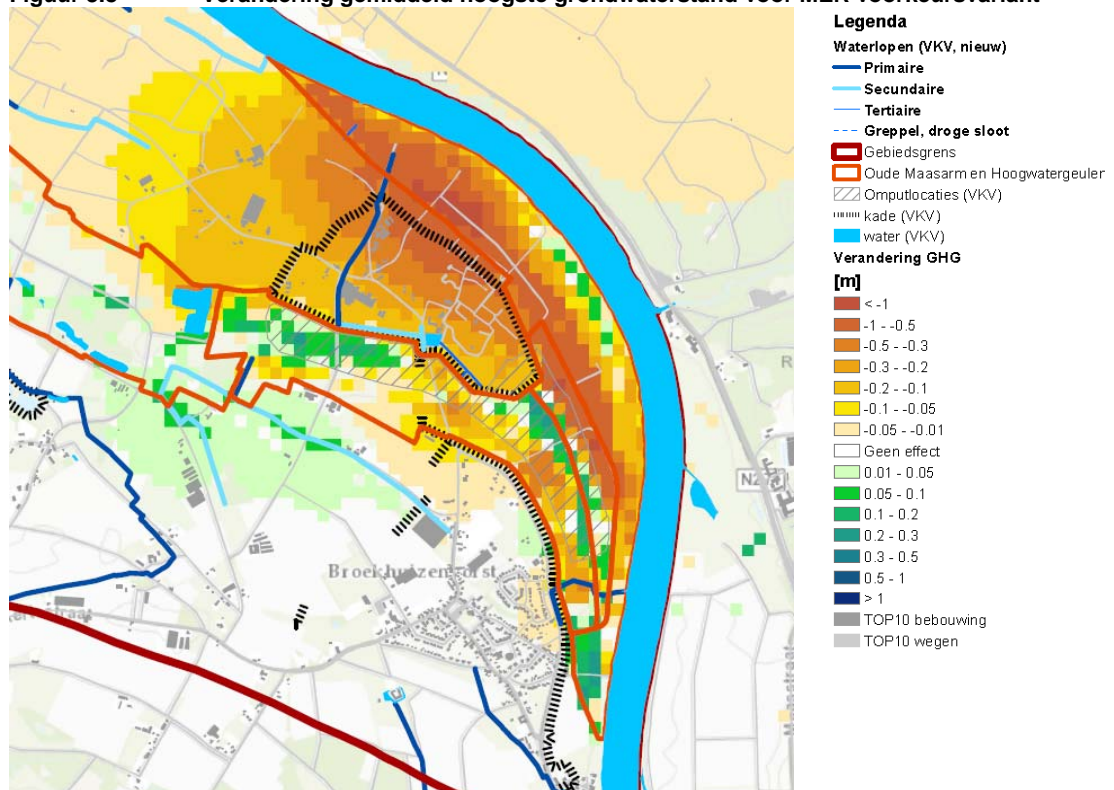 Verandering gemiddeld hoogste grondwaterstand voor MER Voorkeursvariant
Legenda
Waterlopen (VKV, nieuw)
Primaire
Secundaire
Tertiaire
Greppel, droge sloot
Gebiedsgrens
Oude Maasarm en Hoogwatergeulen
Omputlocaties (VKV)
kade (VKV)
water (VKV)
Verandering GHG
[m]
< -1
-1 - -0.5
-0.5 - -0.3
-0.3 - -0.2
-0.2 - -0.1
-0.1 - -0.05
-0.05 - -0.01
Geen effect
0.01 - 0.05
0.05 - 0.1
0.1 - 0.2
0.2 - 0.3
0.3 - 0.5
0.5 - 1
> 1
TOP10 bebouwing
TOP10 wegen
Broekhuizenvorst